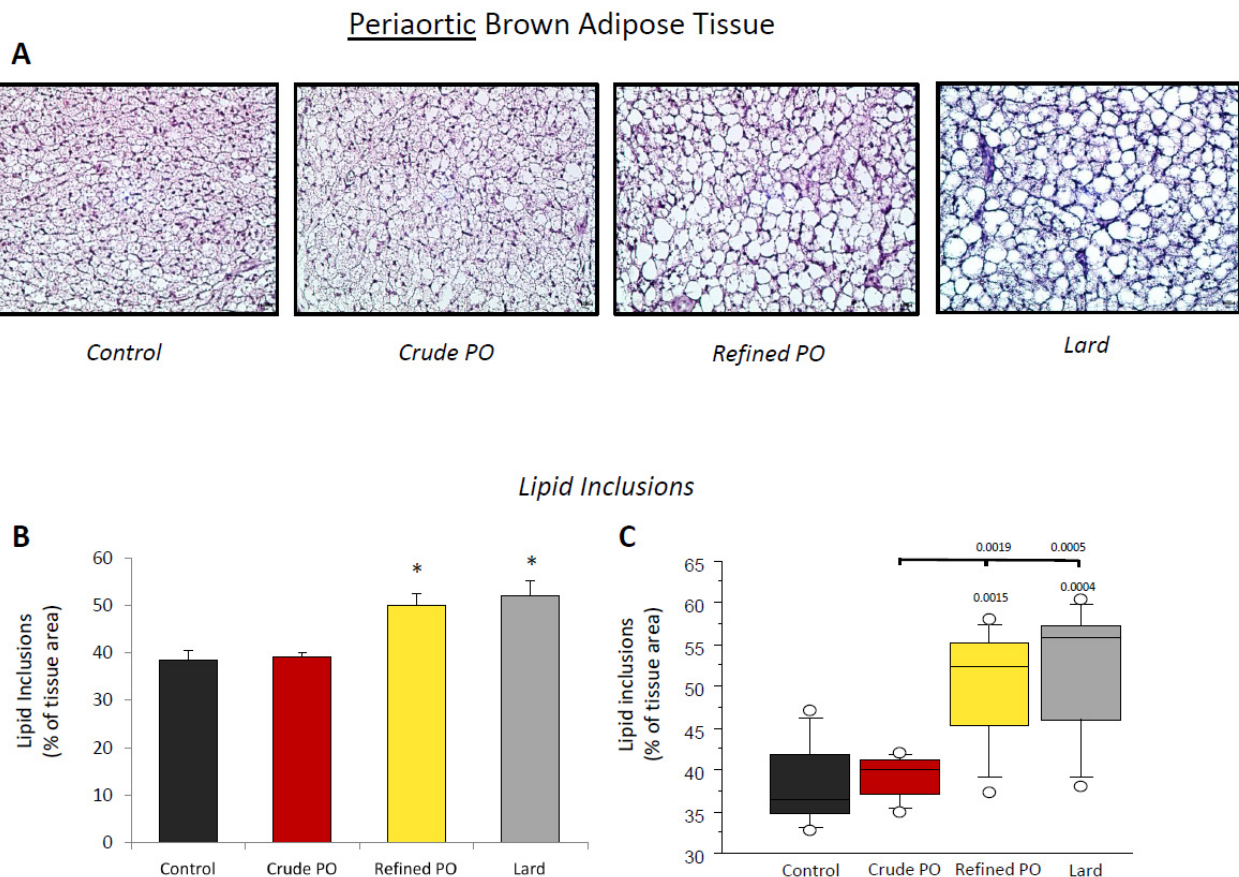 Periaortic Brown Adipose Tissue
A
Control
Crude PO
Refined PO
Lard
Lipid Inclusions
B
Lipid Inclusions
(% of tissue area)
60
50
40
30
20
10
0
*
*
Control
Crude PO
Refined PO
Lard
C
Lipid inclusions
(% of tissue area)
65
60
55
50
45
40
35
30
0.0019
0.0005
0.0015
0.0004
Control
Crude PO
Refined PO
Lard